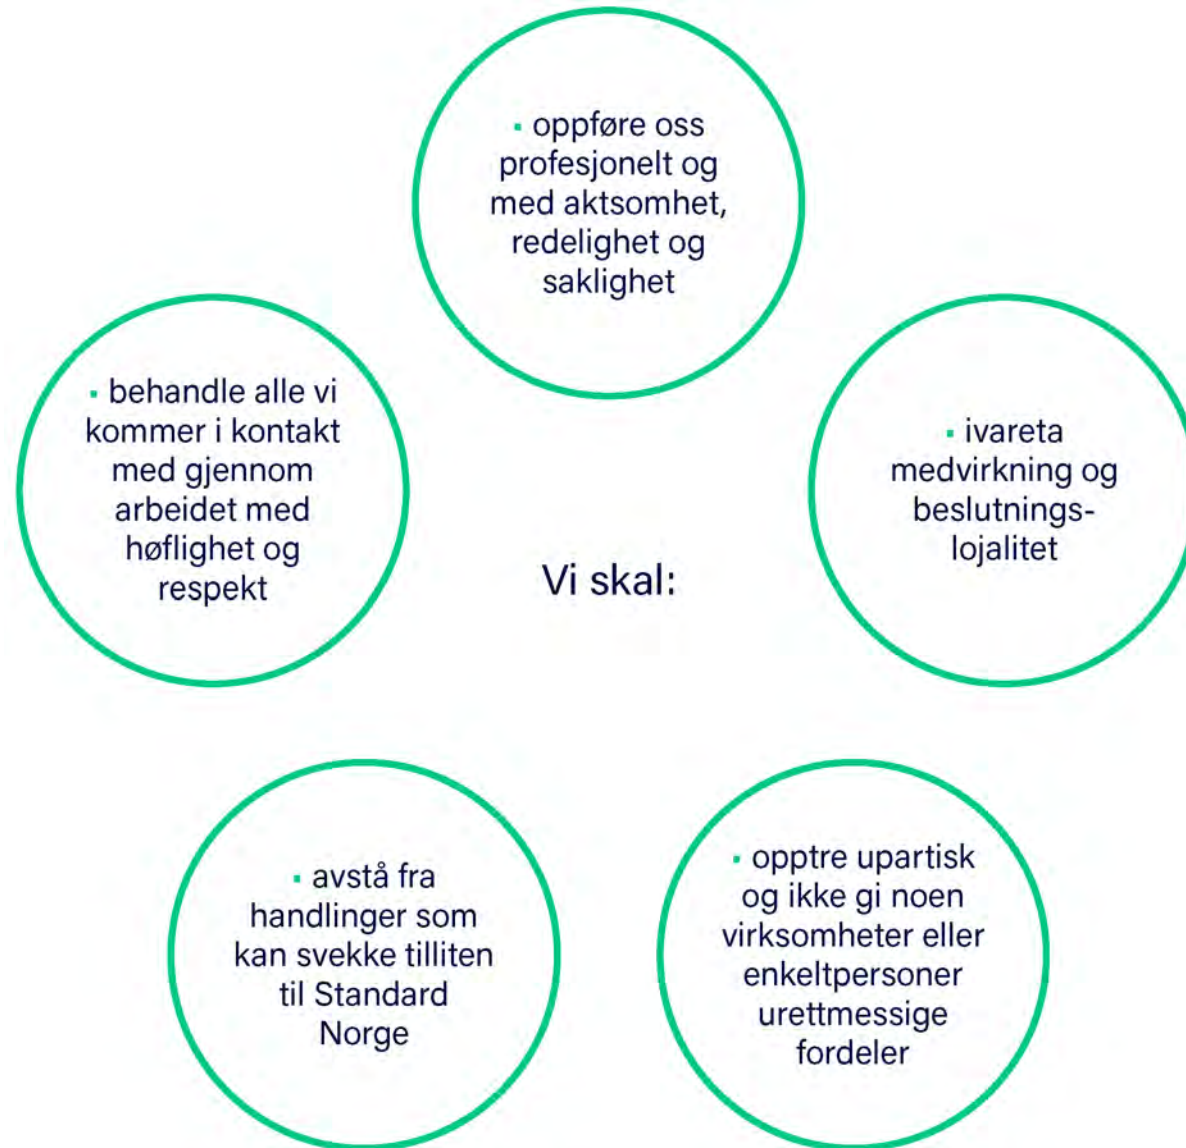 ▪ oppføre oss
profesjonelt og
med aktsomhet,
redelighet og
saklighet
▪ behandle alle vi
kommer i kontakt
med gjennom
arbeidet med
høflighet og
respekt
▪ ivareta
medvirkning og
beslutnings-
lojalitet
Vi skal:
▪ avstå fra
handlinger som
kan svekke tilliten
til Standard
Norge
▪ opptre upartisk
og ikke gi noen
virksomheter eller
enkeltpersoner
urettmessige
fordeler